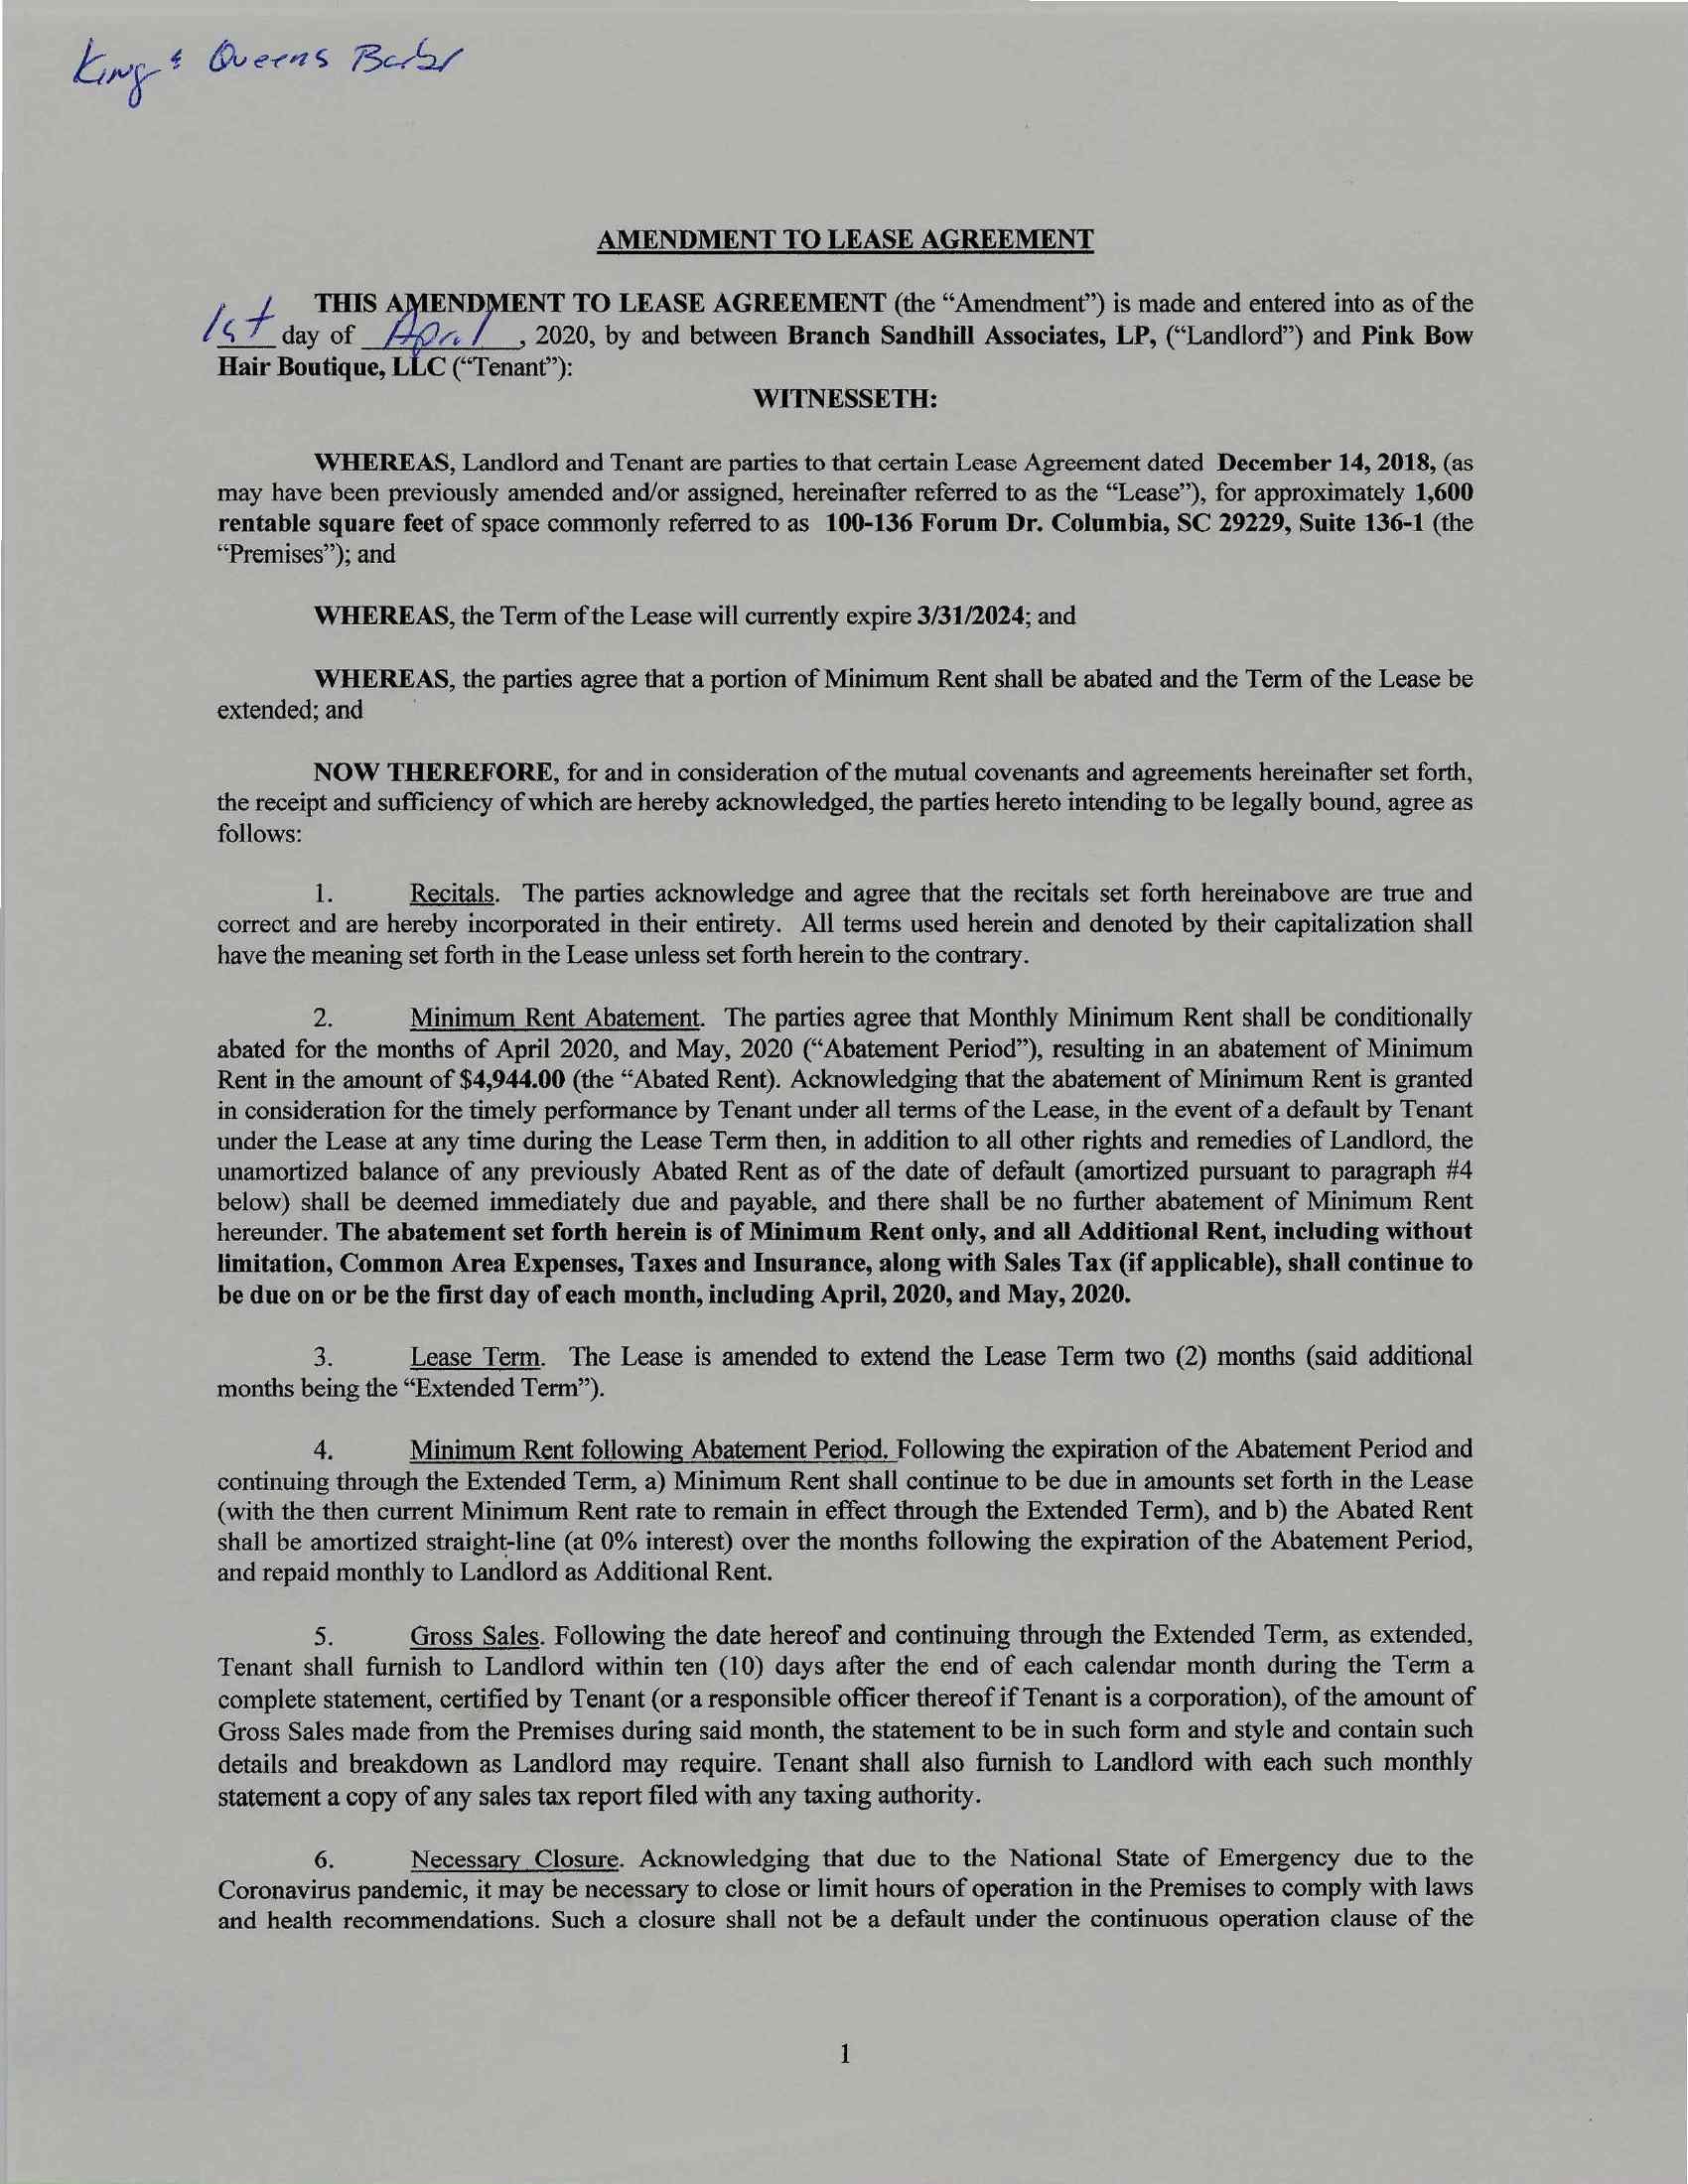 King & Queens Barber
AMENDMENT TO LEASE AGREEMENT
THIS AMENDMENT TO LEASE AGREEMENT (the “Amendment”) is made and entered into as of the
1st day of April, 2020, by and between Branch Sandhill Associates, LP, (“Landlord”) and Pink Bow
Hair Boutique, LLC (“Tenant”):
WITNESSETH:
WHEREAS, Landlord and Tenant are parties to that certain Lease Agreement dated December 14, 2018, (as
may have been previously amended and/or assigned, hereinafter referred to as the “Lease”), for approximately 1,600
rentable square feet of space commonly referred to as 100-136 Forum Dr. Columbia, SC 29229, Suite 136-1 (the
“Premises”); and
WHEREAS, the Term of the Lease will currently expire 3/31/2024; and
WHEREAS, the parties agree that a portion of Minimum Rent shall be abated and the Term of the Lease be
extended; and
NOW THEREFORE, for and in consideration of the mutual covenants and agreements hereinafter set forth,
the receipt and sufficiency of which are hereby acknowledged, the parties hereto intending to be legally bound, agree as
follows:
1. Recitals. The parties acknowledge and agree that the recitals set forth hereinabove are true and
correct and are hereby incorporated in their entirety. All terms used herein and denoted by their capitalization shall
have the meaning set forth in the Lease unless set forth herein to the contrary.
2. Minimum Rent Abatement. The parties agree that Monthly Minimum Rent shall be conditionally
abated for the months of April 2020, and May, 2020 (“Abatement Period”), resulting in an abatement of Minimum
Rent in the amount of $4,944.00 (the “Abated Rent). Acknowledging that the abatement of Minimum Rent is granted
in consideration for the timely performance by Tenant under all terms of the Lease, in the event of a default by Tenant
under the Lease at any time during the Lease Term then, in addition to all other rights and remedies of Landlord, the
unamortized balance of any previously Abated Rent as of the date of default (amortized pursuant to paragraph #4
below) shall be deemed immediately due and payable, and there shall be no further abatement of Minimum Rent
hereunder. The abatement set forth herein is of Minimum Rent only, and all Additional Rent, including without
limitation, Common Area Expenses, Taxes and Insurance, along with Sales Tax (if applicable), shall continue to
be due on or be the first day of each month, including April, 2020, and May, 2020.
3. Lease Term. The Lease is amended to extend the Lease Term two (2) months (said additional
months being the “Extended Term”).
4. Minimum Rent following Abatement Period. Following the expiration of the Abatement Period and
continuing through the Extended Term, a) Minimum Rent shall continue to be due in amounts set forth in the Lease
(with the then current Minimum Rent rate to remain in effect through the Extended Term), and b) the Abated Rent
shall be amortized straight-line (at 0% interest) over the months following the expiration of the Abatement Period,
and repaid monthly to Landlord as Additional Rent.
5. Gross Sales. Following the date hereof and continuing through the Extended Term, as extended,
Tenant shall furnish to Landlord within ten (10) days after the end of each calendar month during the Term a
complete statement, certified by Tenant (or a responsible officer thereof if Tenant is a corporation), of the amount of
Gross Sales made from the Premises during said month, the statement to be in such form and style and contain such
details and breakdown as Landlord may require. Tenant shall also furnish to Landlord with each such monthly
statement a copy of any sales tax report filed with any taxing authority.
6. Necessary Closure. Acknowledging that due to the National State of Emergency due to the
Coronavirus pandemic, it may be necessary to close or limit hours of operation in the Premises to comply with laws
and health recommendations. Such a closure shall not be a default under the continuous operation clause of the
1